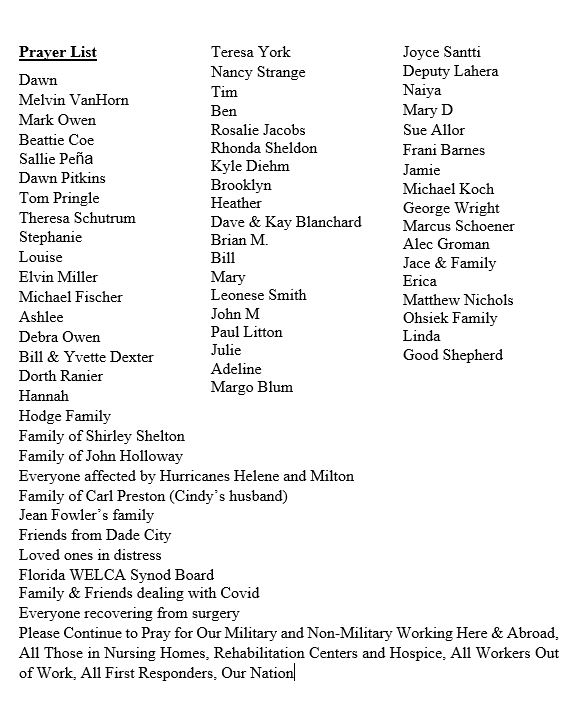 Prayer List
Dawn
Melvin VanHorn
Mark Owen
Beattie Coe
Sallie Peña
Dawn Pitkins
Tom Pringle
Theresa Schutrum
Stephanie
Louise
Elvin Miller
Michael Fischer
Ashlee
Debra Owen
Bill & Yvette Dexter
Dorth Ranier
Hannah
Hodge Family
Teresa York
Nancy Strange
Tim
Ben
Rosalie Jacobs
Rhonda Sheldon
Kyle Diehm
Brooklyn
Heather
Dave & Kay Blanchard
Brian M.
Bill
Mary
Leonese Smith
John M
Paul Litton
Julie
Adeline
Margo Blum
Joyce Santti
Deputy Lahera
Naiya
Mary D
Sue Allor
Frani Barnes
Jamie
Michael Koch
George Wright
Marcus Schoener
Alec Groman
Jace & Family
Erica
Matthew Nichols
Ohsiek Family
Linda
Good Shepherd
Family of Shirley Shelton
Family of John Holloway
Everyone affected by Hurricanes Helene and Milton
Family of Carl Preston (Cindy’s husband)
Jean Fowler’s family
Friends from Dade City
Loved ones in distress
Florida WELCA Synod Board
Family & Friends dealing with Covid
Everyone recovering from surgery
Please Continue to Pray for Our Military and Non-Military Working Here & Abroad,
All Those in Nursing Homes, Rehabilitation Centers and Hospice, All Workers Out
of Work, All First Responders, Our Nation